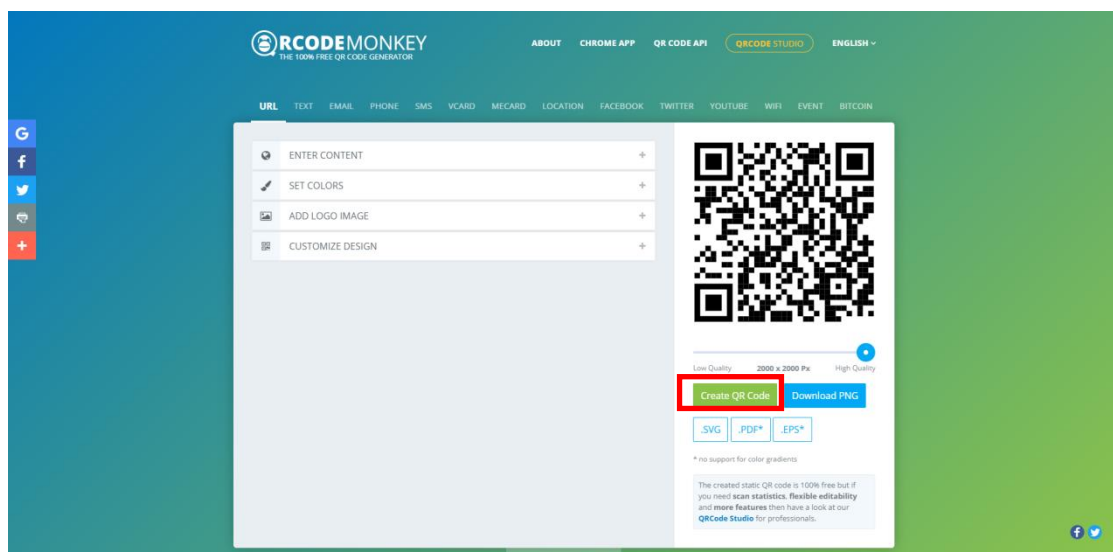 QRCODEMONKEY
THE 100% FREE QR CODE GENERATOR
ABOUT CHROME APP QR CODE API QRCODE STUDIO ENGLISH
URL TEXT EMAIL PHONE SMS VCARD MECARD LOCATION FACEBOOK TWITTER YOUTUBE WIFI EVENT BITCOIN
ENTER CONTENT +
SET COLORS +
ADD LOGO IMAGE +
CUSTOMIZE DESIGN +
Low Quality 2000 x 2000 Px High Quality
Create QR Code Download PNG
.SVG .PDF* .EPS*
* no support for color gradients
The created static QR code is 100% free but if
you need scan statistics, flexible editability
and more features then have a look at our
QRCode Studio for professionals.